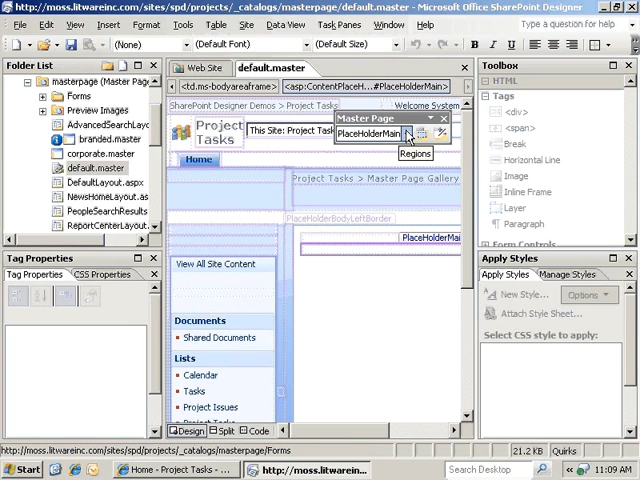 http://moss.litwareinc.com/sites/spd/projects/_catalogs/masterpage/default.master - Microsoft Office SharePoint Designer
File Edit View Insert Format Tools Table Site Data View Task Panes Window Help Type a question for help
(None) (Default Font) (Default Size) B I
Folder List
masterpage (http://moss
Forms
Preview Images
AdvancedSearchLayo
branded.master
corporate.master
default.master
DefaultLayout.aspx
NewsHomeLayout.asp
PeopleSearchResults
ReportCenterLayout.
Web Site default.master
<td.ms-bodyareaframe> <asp:ContentPlaceH...#PlaceHolderMain>
SharePoint Designer Demos > Project Tasks Welcome System
Master Page
PlaceHolderMain
Regions
Project Tasks
This Site: Project Task
Home
Project Tasks > Master Page Gallery
PlaceHolderBodyLeftBorder
PlaceHolderMai
View All Site Content
Documents
Shared Documents
Lists
Calendar
Tasks
Project Issues
Design Split Code
Toolbox
HTML
Tags
<div>
<span>
Break
Horizontal Line
Image
Inline Frame
Layer
Paragraph
Form Controls
Tag Properties
Tag Properties CSS Properties
Apply Styles
Apply Styles Manage Styles
New Style... Options
Attach Style Sheet...
Select CSS style to apply:
http://moss.litwareinc.com/sites/spd/projects/_catalogs/masterpage/Forms 21.2 KB Quirks
Start Home - Project Tasks - ... http://moss.litwarein... Search Desktop 11:09 AM